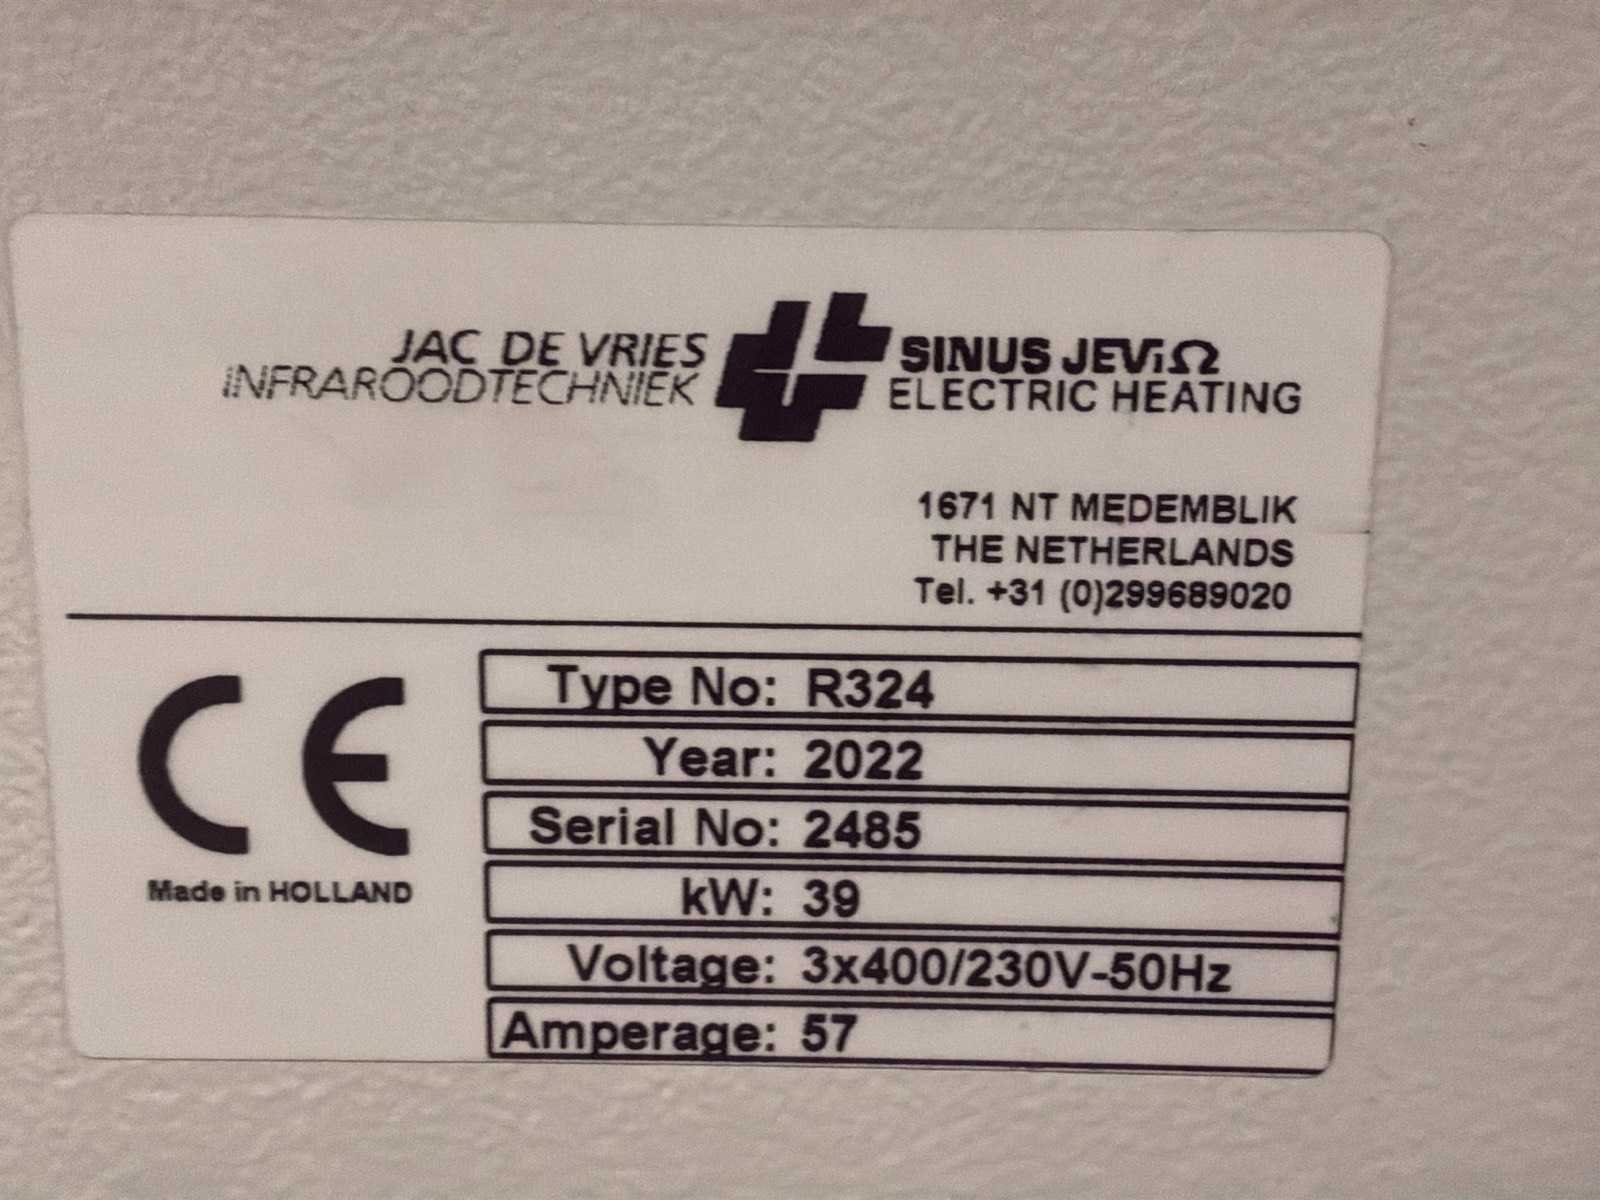 JAC DE VRIES
INFRAROODTECHNIEK
SINUS JEViΩ
ELECTRIC HEATING
1671 NT MEDEMBLIK
THE NETHERLANDS
Tel. +31 (0)299689020
CE
Made in HOLLAND
Type No: R324
Year: 2022
Serial No: 2485
kW: 39
Voltage: 3x400/230V-50Hz
Amperage: 57